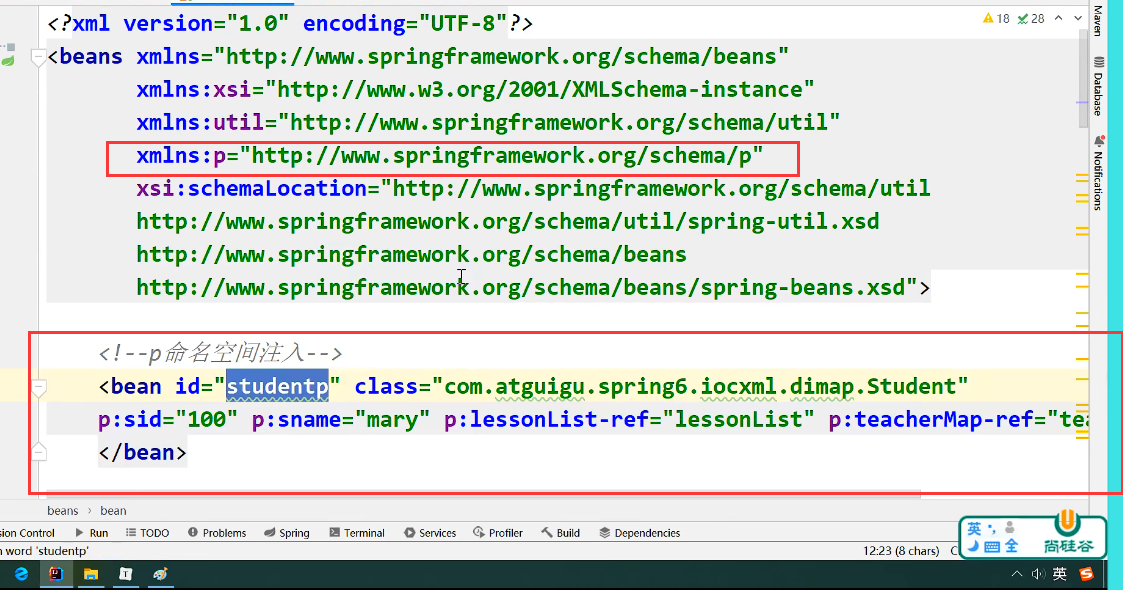 <?xml version="1.0" encoding="UTF-8"?>
18 28
<beans xmlns="http://www.springframework.org/schema/beans"
xmlns:xsi="http://www.w3.org/2001/XMLSchema-instance"
xmlns:util="http://www.springframework.org/schema/util"
xmlns:p="http://www.springframework.org/schema/p"
xsi:schemaLocation="http://www.springframework.org/schema/util
http://www.springframework.org/schema/util/spring-util.xsd
http://www.springframework.org/schema/beans
http://www.springframework.org/schema/beans/spring-beans.xsd">
<!--p命名空间注入-->
<bean id="studentp" class="com.atguigu.spring6.iocxml.dimap.Student"
p:sid="100" p:sname="mary" p:lessonList-ref="lessonList" p:teacherMap-ref="tea
</bean>
Maven
Database
Notifications
beans › bean
sion Control Run TODO Problems Spring Terminal Services Profiler Build Dependencies
n word 'studentp' 12:23 (8 chars) C
英 全 尚硅谷
英